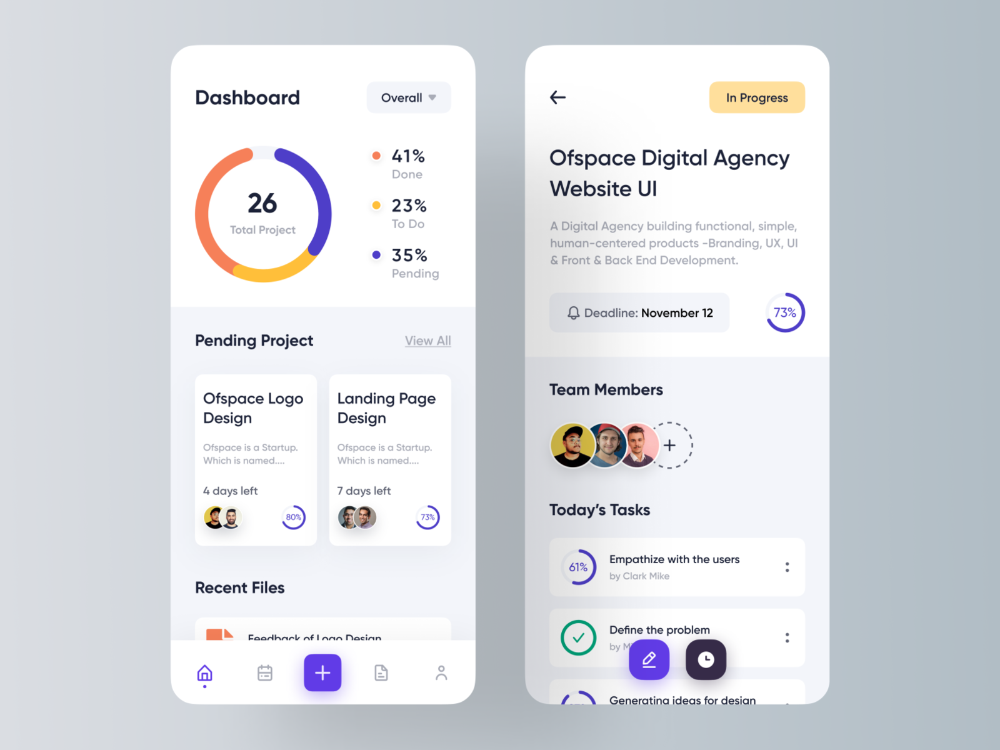 Dashboard
Overall
26
Total Project
41%
Done
23%
To Do
35%
Pending
Pending Project
View All
Ofspace Logo
Design
Ofspace is a Startup.
Which is named....
4 days left
80%
Landing Page
Design
Ofspace is a Startup.
Which is named....
7 days left
73%
Recent Files
Feedback of Logo Design
In Progress
Ofspace Digital Agency
Website UI
A Digital Agency building functional, simple,
human-centered products -Branding, UX, UI
& Front & Back End Development.
Deadline: November 12
73%
Team Members
Today’s Tasks
61%
Empathize with the users
by Clark Mike
Define the problem
by
Generating ideas for design